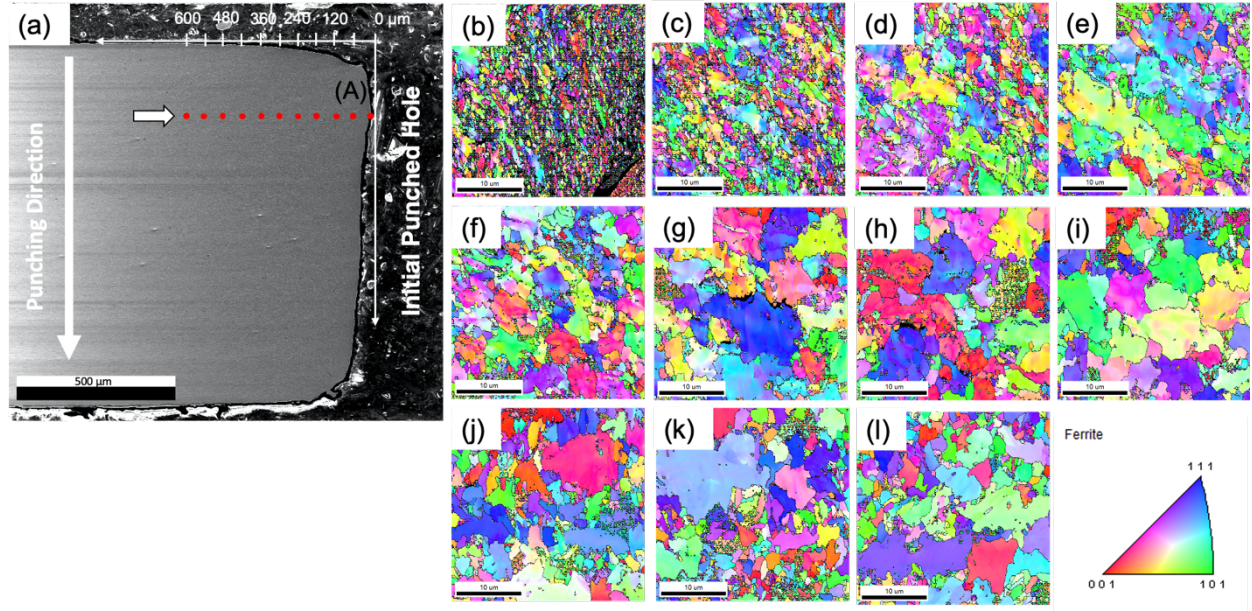 (a)
600 480 360 240 120 0 µm
(A)
Punching Direction
Initial Punched Hole
500 µm
(b)
10 um
(c)
10 um
(d)
10 um
(e)
10 um
(f)
10 um
(g)
10 um
(h)
10 um
(i)
10 um
(j)
10 um
(k)
10 um
(l)
10 um
Ferrite
1 1 1
0 0 1
1 0 1